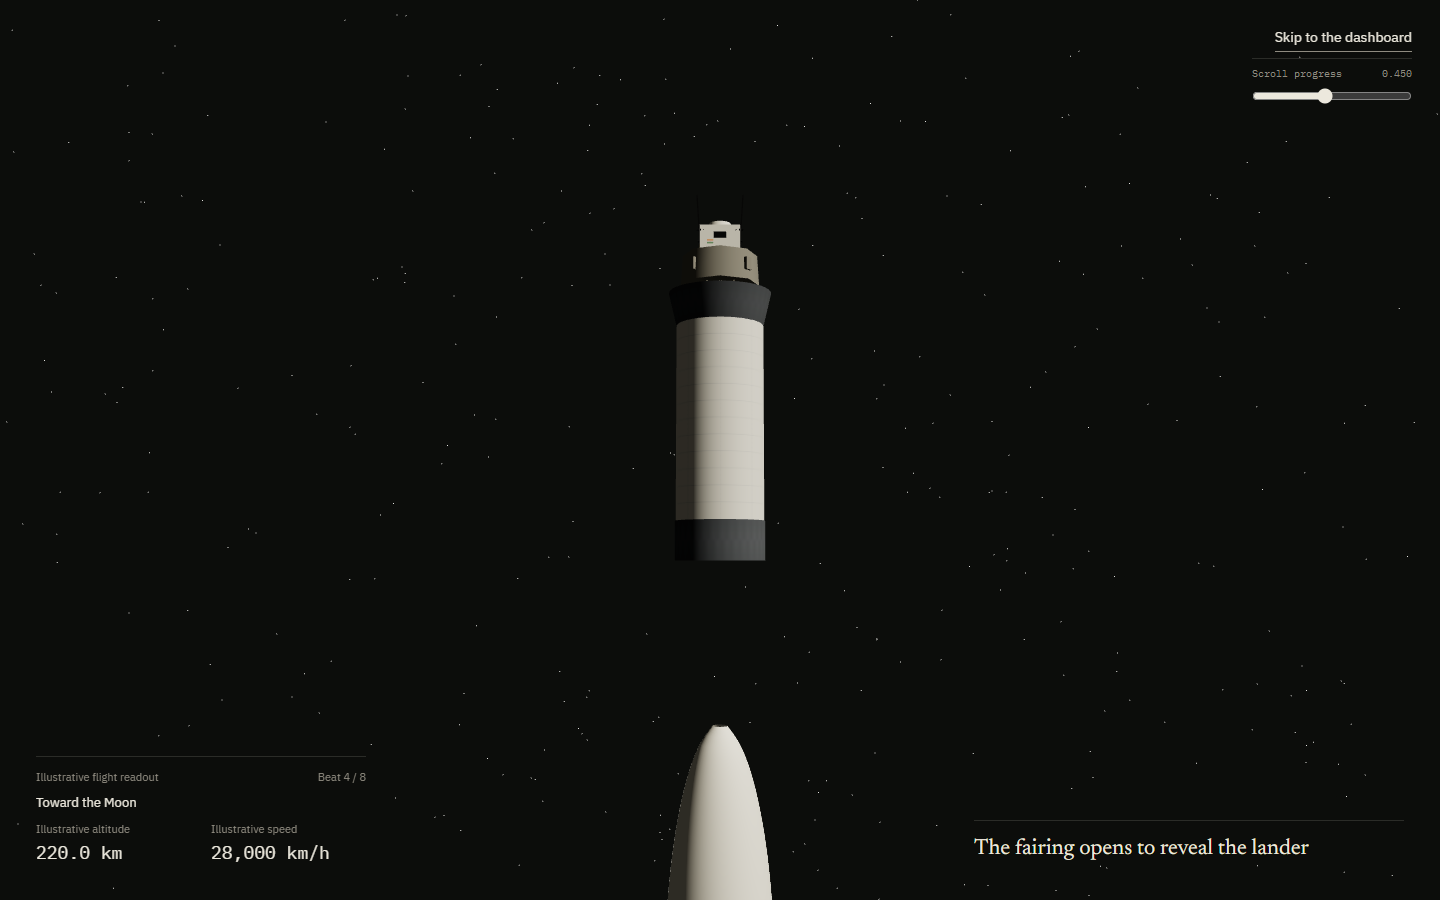 Skip to the dashboard
Scroll progress 0.450
Illustrative flight readout Beat 4 / 8
Toward the Moon
Illustrative altitude Illustrative speed
220.0 km 28,000 km/h
The fairing opens to reveal the lander